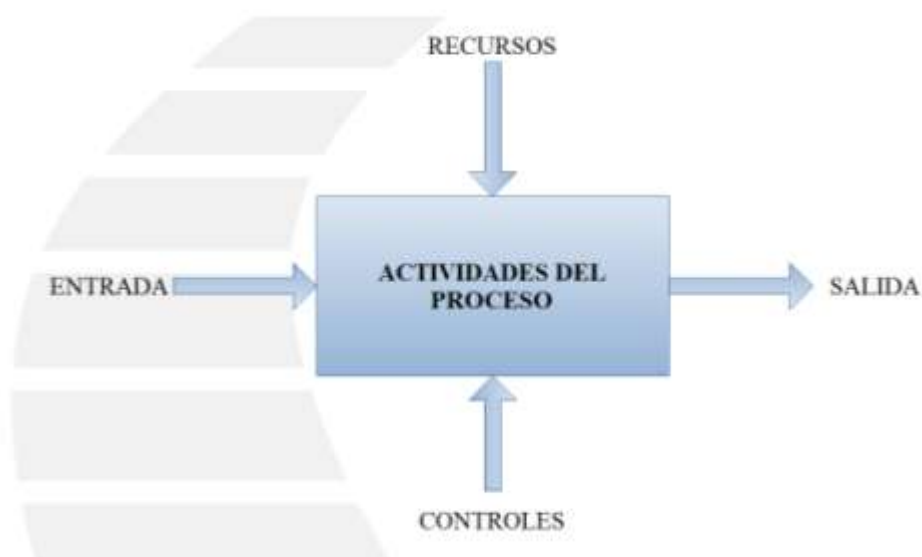 RECURSOS
ENTRADA
ACTIVIDADES DEL
PROCESO
SALIDA
CONTROLES